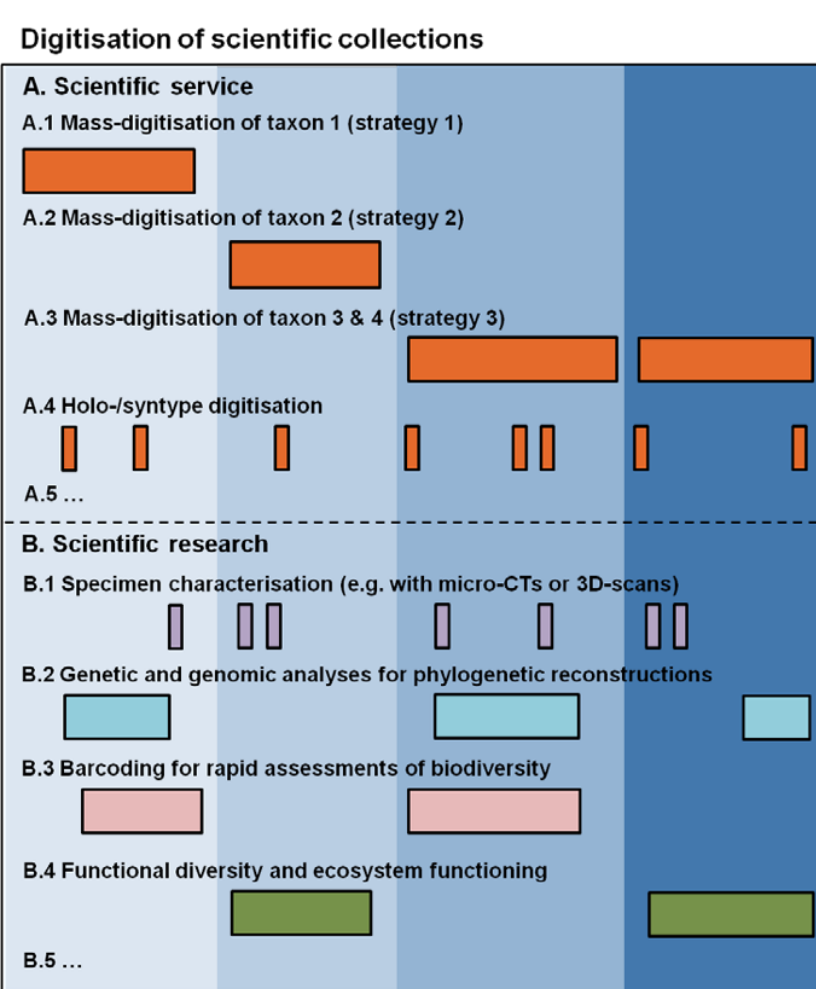 Digitisation of scientific collections
A. Scientific service
A.1 Mass-digitisation of taxon 1 (strategy 1)
A.2 Mass-digitisation of taxon 2 (strategy 2)
A.3 Mass-digitisation of taxon 3 & 4 (strategy 3)
A.4 Holo-/syntype digitisation
A.5 ...
B. Scientific research
B.1 Specimen characterisation (e.g. with micro-CTs or 3D-scans)
B.2 Genetic and genomic analyses for phylogenetic reconstructions
B.3 Barcoding for rapid assessments of biodiversity
B.4 Functional diversity and ecosystem functioning
B.5 ...